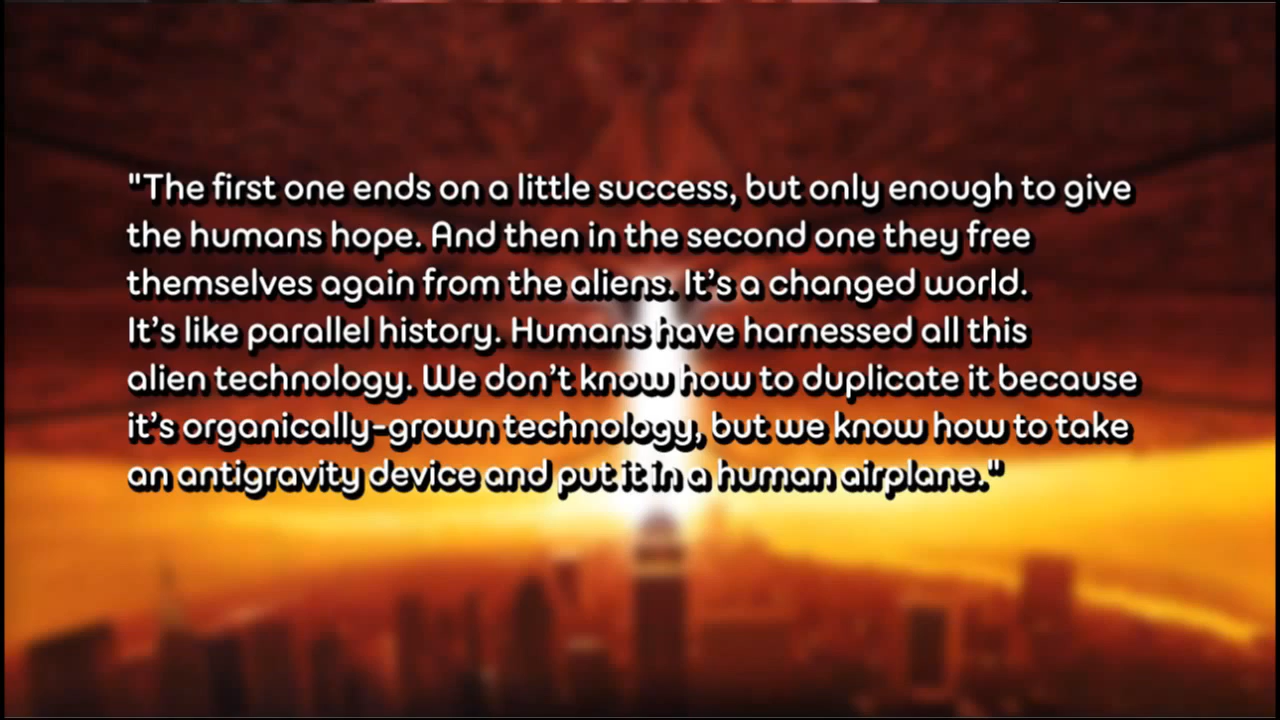 "The first one ends on a little success, but only enough to give
the humans hope. And then in the second one they free
themselves again from the aliens. It’s a changed world.
It’s like parallel history. Humans have harnessed all this
alien technology. We don’t know how to duplicate it because
it’s organically-grown technology, but we know how to take
an antigravity device and put it in a human airplane."